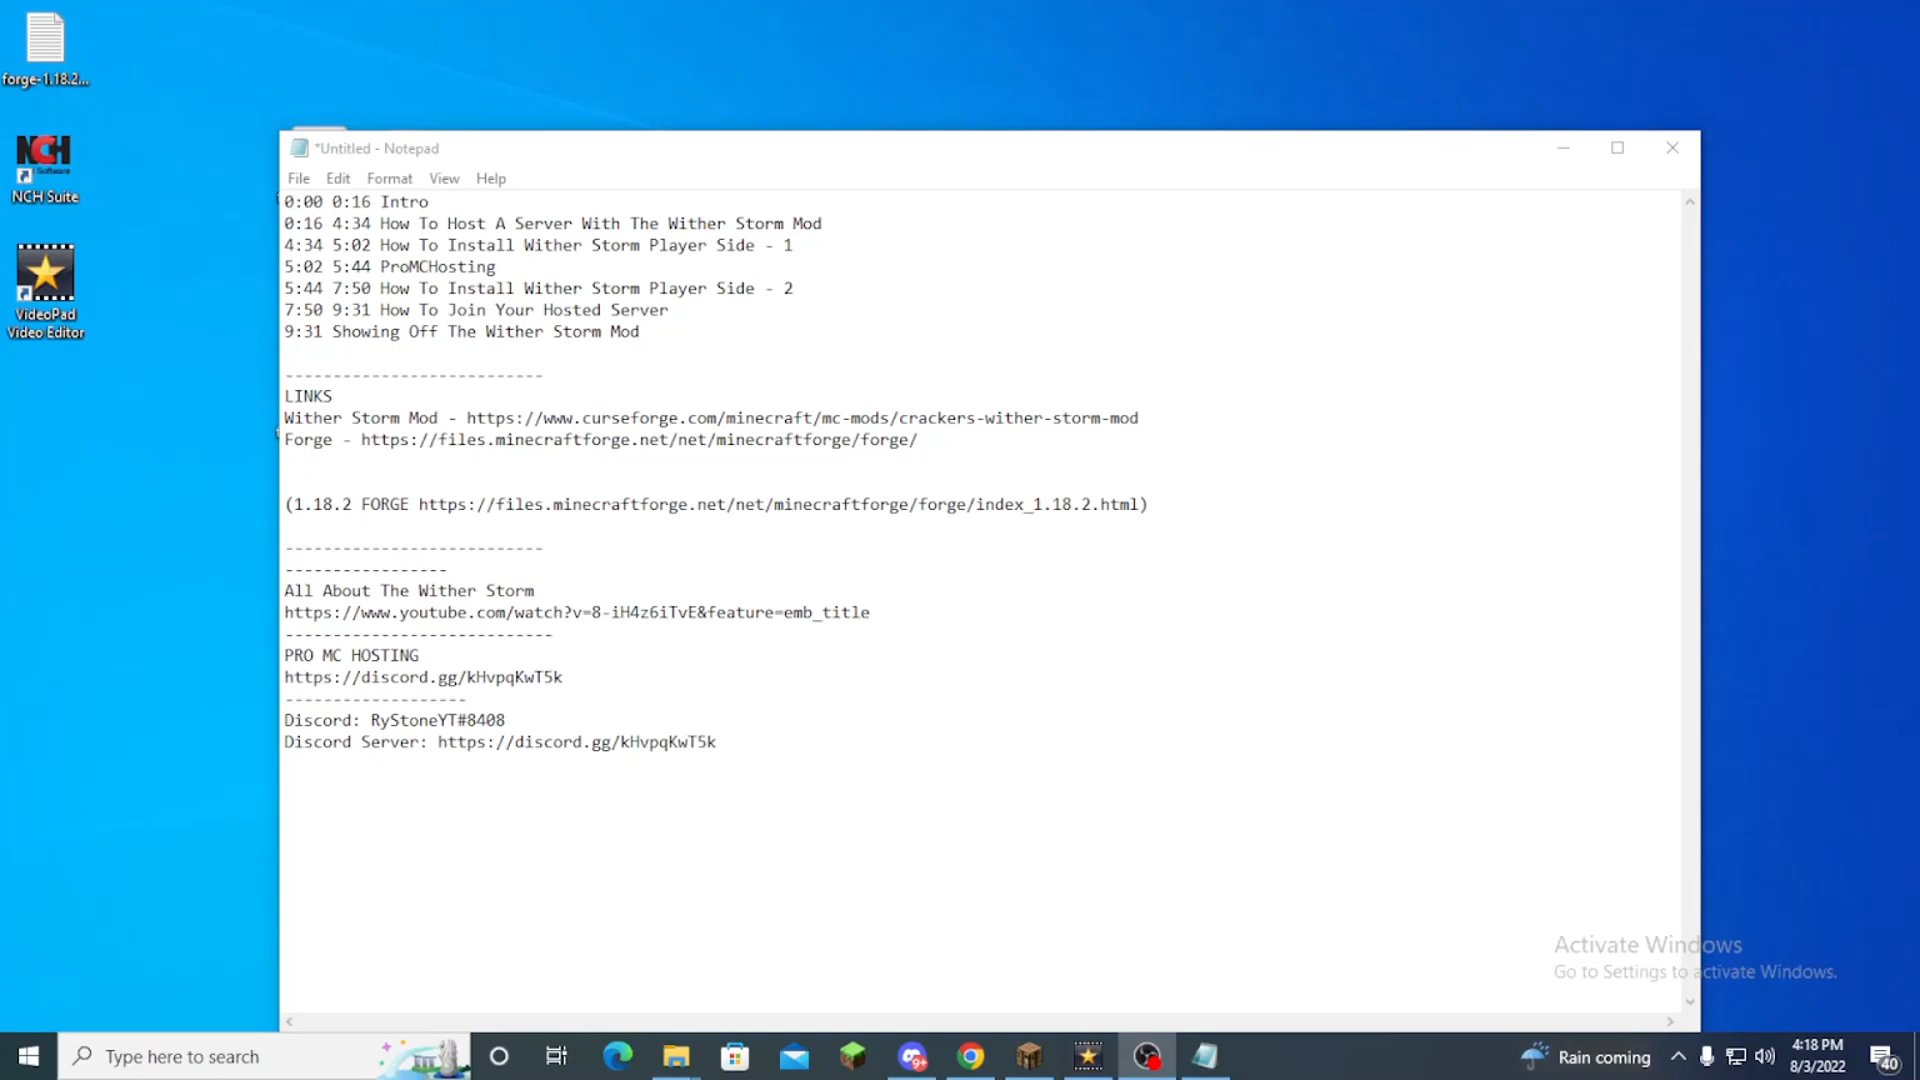 forge-1.18.2...
NCH Software
NCH Suite
VideoPad
Video Editor
*Untitled - Notepad
File Edit Format View Help
0:00 0:16 Intro
0:16 4:34 How To Host A Server With The Wither Storm Mod
4:34 5:02 How To Install Wither Storm Player Side - 1
5:02 5:44 ProMCHosting
5:44 7:50 How To Install Wither Storm Player Side - 2
7:50 9:31 How To Join Your Hosted Server
9:31 Showing Off The Wither Storm Mod
---------------------------
LINKS
Wither Storm Mod - https://www.curseforge.com/minecraft/mc-mods/crackers-wither-storm-mod
Forge - https://files.minecraftforge.net/net/minecraftforge/forge/
(1.18.2 FORGE https://files.minecraftforge.net/net/minecraftforge/forge/index_1.18.2.html)
---------------------------
-----------------
All About The Wither Storm
https://www.youtube.com/watch?v=8-iH4z6iTvE&feature=emb_title
----------------------------
PRO MC HOSTING
https://discord.gg/kHvpqKwT5k
-------------------
Discord: RyStoneYT#8408
Discord Server: https://discord.gg/kHvpqKwT5k
Activate Windows
Go to Settings to activate Windows.
Type here to search
9+
Rain coming
4:18 PM
8/3/2022
40